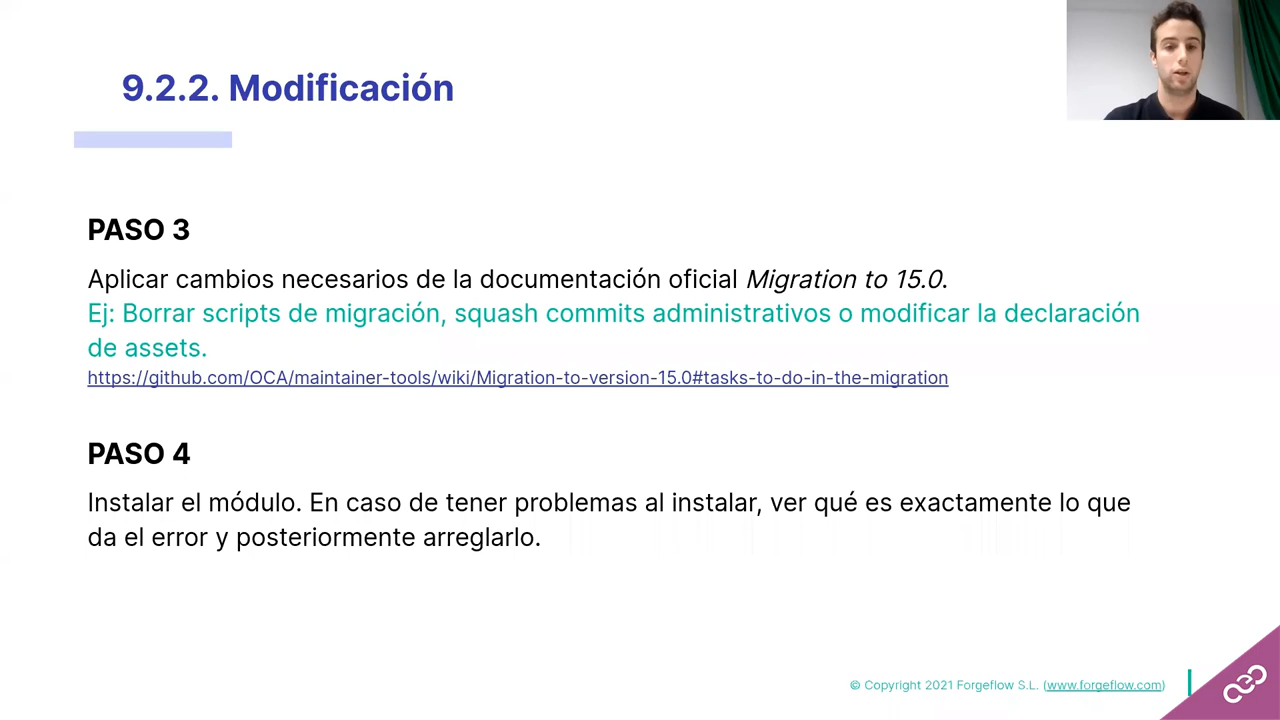 9.2.2. Modificación
PASO 3
Aplicar cambios necesarios de la documentación oficial Migration to 15.0.
Ej: Borrar scripts de migración, squash commits administrativos o modificar la declaración
de assets.
https://github.com/OCA/maintainer-tools/wiki/Migration-to-version-15.0#tasks-to-do-in-the-migration
PASO 4
Instalar el módulo. En caso de tener problemas al instalar, ver qué es exactamente lo que
da el error y posteriormente arreglarlo.
© Copyright 2021 Forgeflow S.L. (www.forgeflow.com)